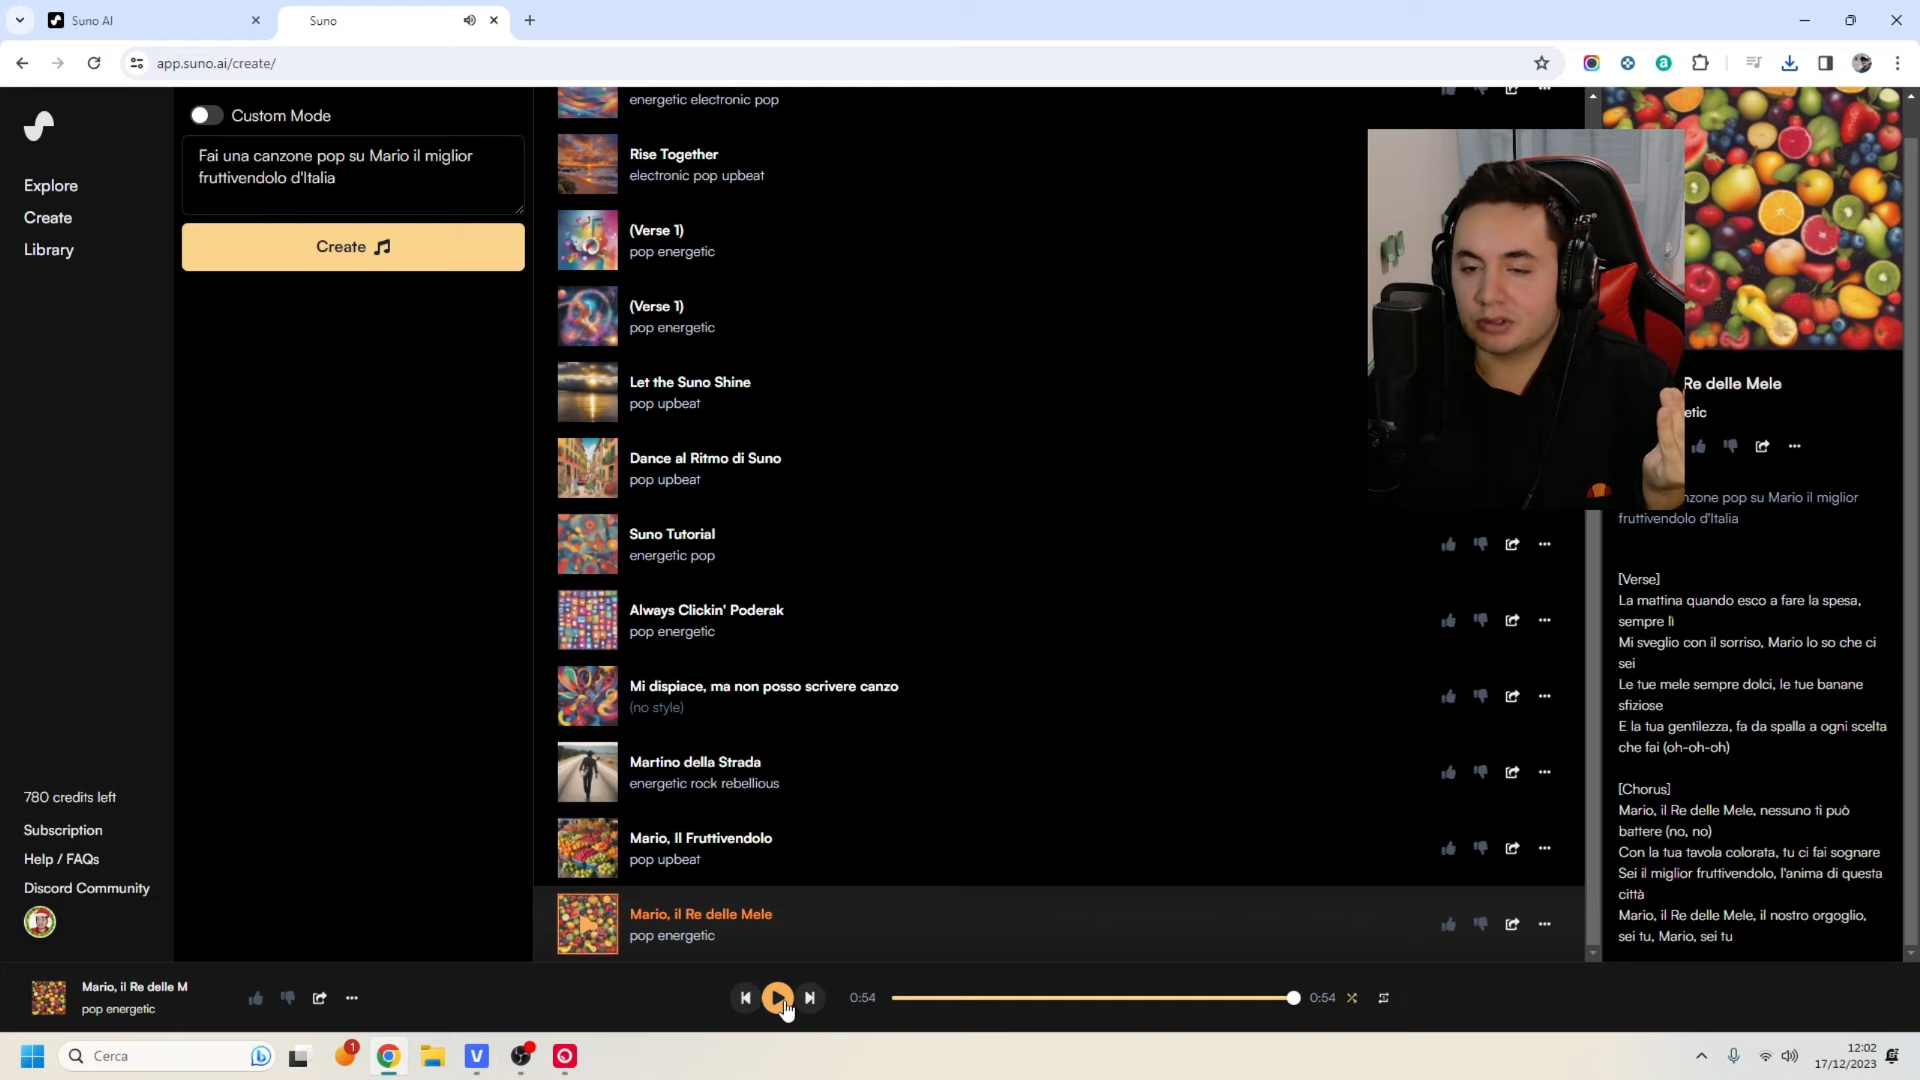 Suno AI
Suno
app.suno.ai/create/
Custom Mode
Fai una canzone pop su Mario il miglior
fruttivendolo d'Italia
Create
Explore
Create
Library
780 credits left
Subscription
Help / FAQs
Discord Community
energetic electronic pop
Rise Together
electronic pop upbeat
(Verse 1)
pop energetic
(Verse 1)
pop energetic
Let the Suno Shine
pop upbeat
Dance al Ritmo di Suno
pop upbeat
Suno Tutorial
energetic pop
Always Clickin' Poderak
pop energetic
Mi dispiace, ma non posso scrivere canzo
(no style)
Martino della Strada
energetic rock rebellious
Mario, Il Fruttivendolo
pop upbeat
Mario, il Re delle Mele
pop energetic
Re delle Mele
etic
nzone pop su Mario il miglior
fruttivendolo d'Italia
[Verse]
La mattina quando esco a fare la spesa,
sempre lì
Mi sveglio con il sorriso, Mario lo so che ci
sei
Le tue mele sempre dolci, le tue banane
sfiziose
E la tua gentilezza, fa da spalla a ogni scelta
che fai (oh-oh-oh)
[Chorus]
Mario, il Re delle Mele, nessuno ti può
battere (no, no)
Con la tua tavola colorata, tu ci fai sognare
Sei il miglior fruttivendolo, l'anima di questa
città
Mario, il Re delle Mele, il nostro orgoglio,
sei tu, Mario, sei tu
Mario, il Re delle M
pop energetic
0:54
0:54
Cerca
1
V
12:02
17/12/2023